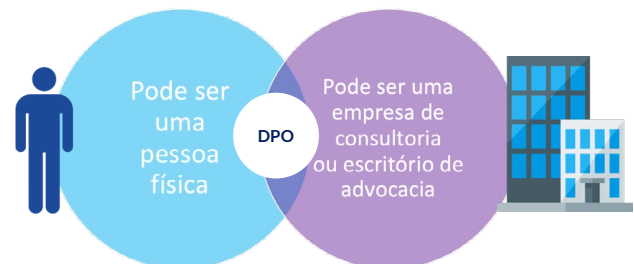 Pode ser
uma
pessoa
física
DPO
Pode ser uma
empresa de
consultoria
ou escritório de
advocacia